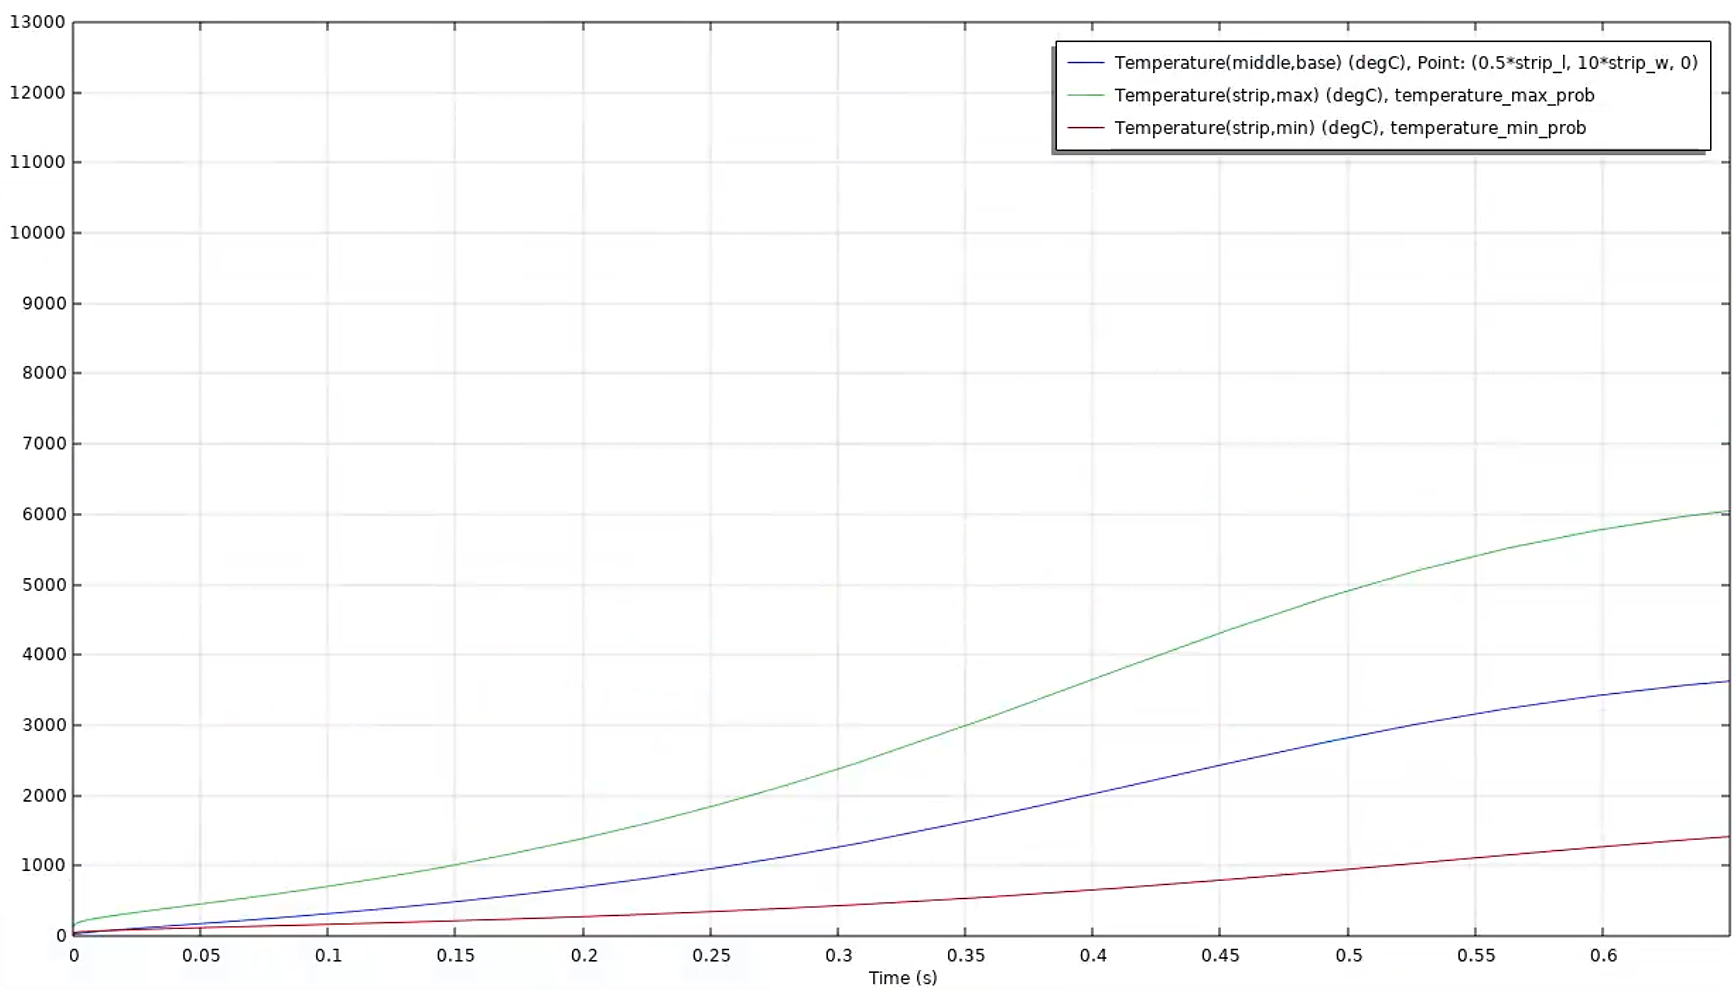 13000
Temperature(middle,base) (degC), Point: (0.5*strip_l, 10*strip_w, 0)
12000
Temperature(strip,max) (degC), temperature_max_prob
Temperature(strip,min) (degC), temperature_min_prob
11000
10000
9000
8000
7000
6000
5000
4000
3000
2000
1000
0
0 0.05 0.1 0.15 0.2 0.25 0.3 0.35 0.4 0.45 0.5 0.55 0.6
Time (s)